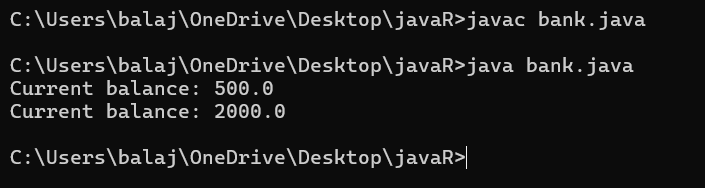 C:\Users\balaj\OneDrive\Desktop\javaR>javac bank.java
C:\Users\balaj\OneDrive\Desktop\javaR>java bank.java
Current balance: 500.0
Current balance: 2000.0
C:\Users\balaj\OneDrive\Desktop\javaR>